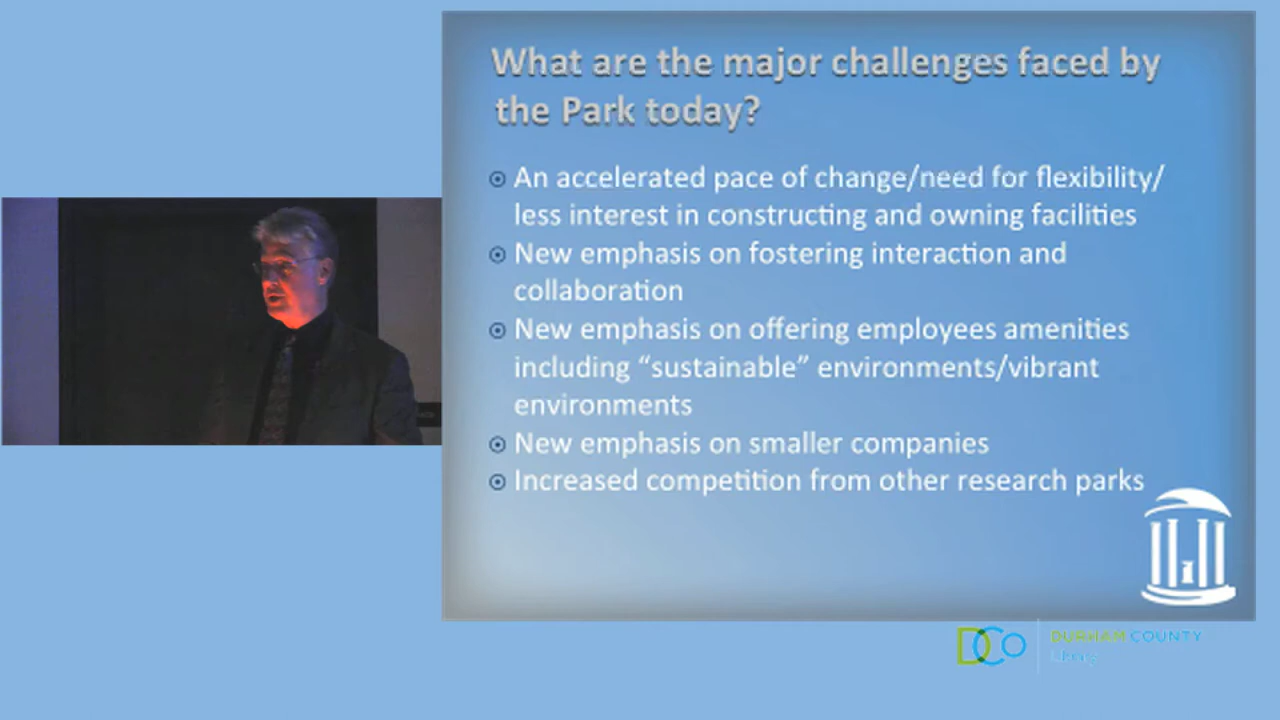 What are the major challenges faced by
the Park today?
An accelerated pace of change/need for flexibility/
less interest in constructing and owning facilities
New emphasis on fostering interaction and
collaboration
New emphasis on offering employees amenities
including “sustainable” environments/vibrant
environments
New emphasis on smaller companies
Increased competition from other research parks
DCo
DURHAM COUNTY
Library